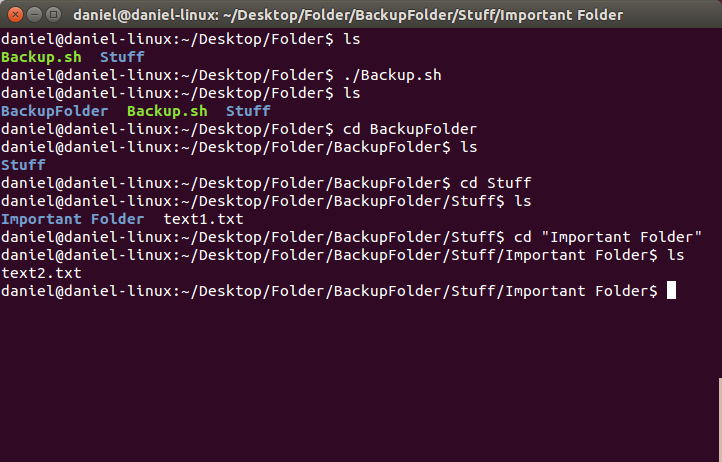 daniel@daniel-linux: ~/Desktop/Folder/BackupFolder/Stuff/Important Folder
daniel@daniel-linux:~/Desktop/Folder$ ls
Backup.sh  Stuff
daniel@daniel-linux:~/Desktop/Folder$ ./Backup.sh
daniel@daniel-linux:~/Desktop/Folder$ ls
BackupFolder  Backup.sh  Stuff
daniel@daniel-linux:~/Desktop/Folder$ cd BackupFolder
daniel@daniel-linux:~/Desktop/Folder/BackupFolder$ ls
Stuff
daniel@daniel-linux:~/Desktop/Folder/BackupFolder$ cd Stuff
daniel@daniel-linux:~/Desktop/Folder/BackupFolder/Stuff$ ls
Important Folder  text1.txt
daniel@daniel-linux:~/Desktop/Folder/BackupFolder/Stuff$ cd "Important Folder"
daniel@daniel-linux:~/Desktop/Folder/BackupFolder/Stuff/Important Folder$ ls
text2.txt
daniel@daniel-linux:~/Desktop/Folder/BackupFolder/Stuff/Important Folder$